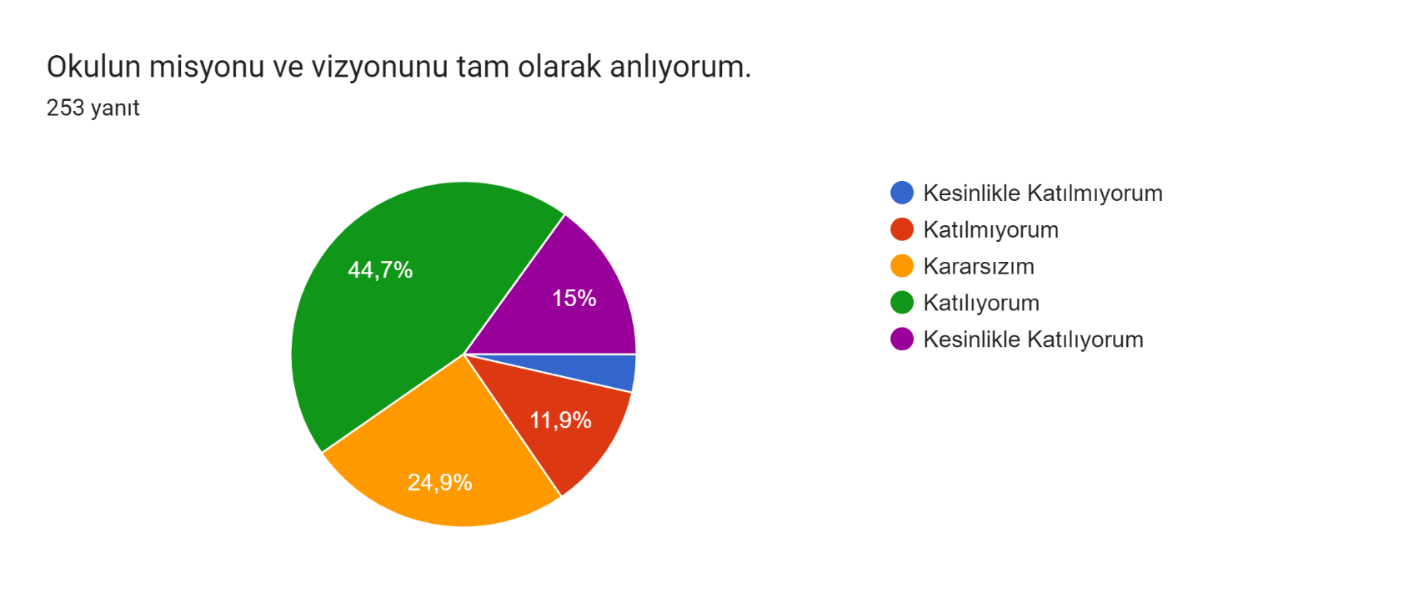 Okulun misyonu ve vizyonunu tam olarak anlıyorum.
253 yanıt
44,7%
15%
11,9%
24,9%
Kesinlikle Katılmıyorum
Katılmıyorum
Kararsızım
Katılıyorum
Kesinlikle Katılıyorum